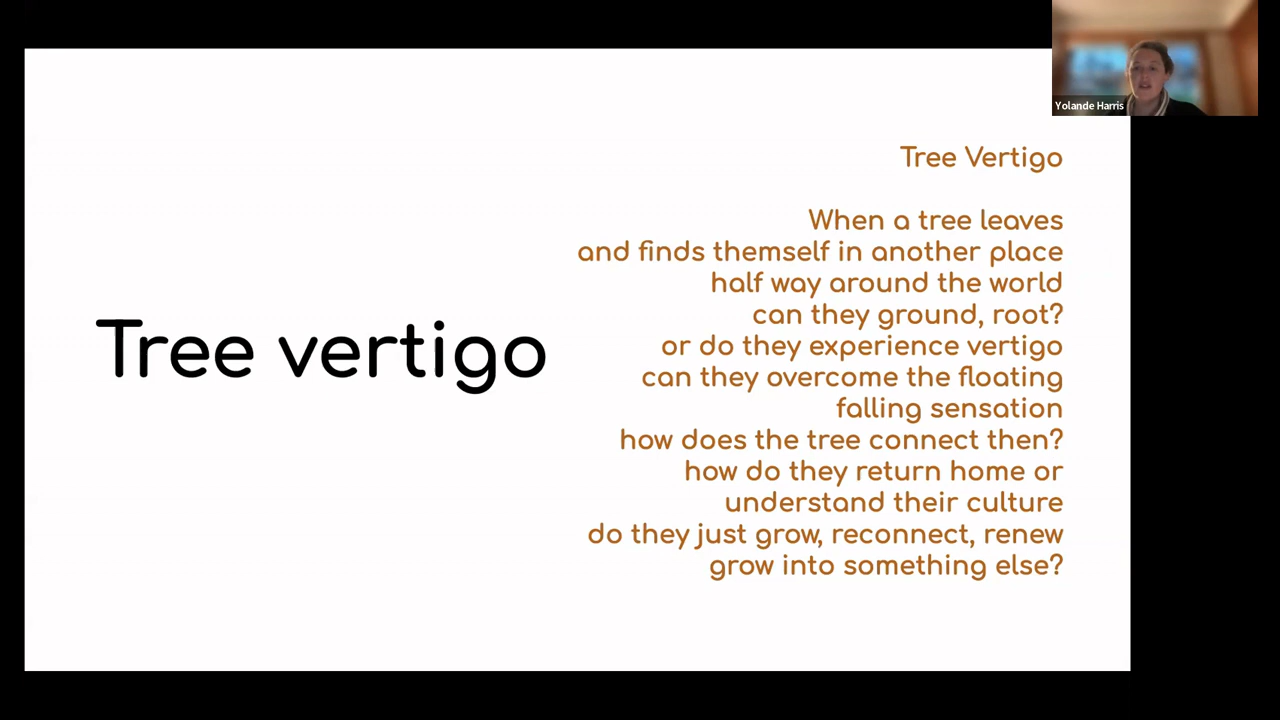 Yolande Harris
Tree vertigo
Tree Vertigo
When a tree leaves
and finds themself in another place
half way around the world
can they ground, root?
or do they experience vertigo
can they overcome the floating
falling sensation
how does the tree connect then?
how do they return home or
understand their culture
do they just grow, reconnect, renew
grow into something else?